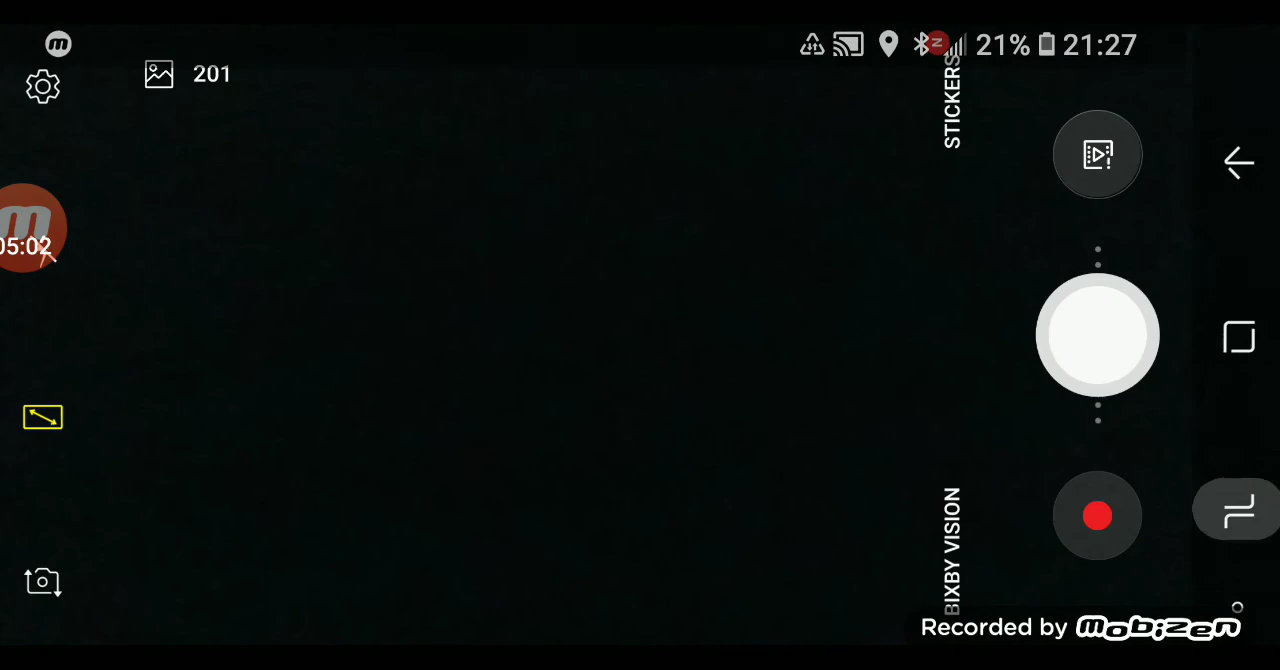 m
N 21% 21:27
201
STICKERS
m
05:02
BIXBY VISION
Recorded by mobizen